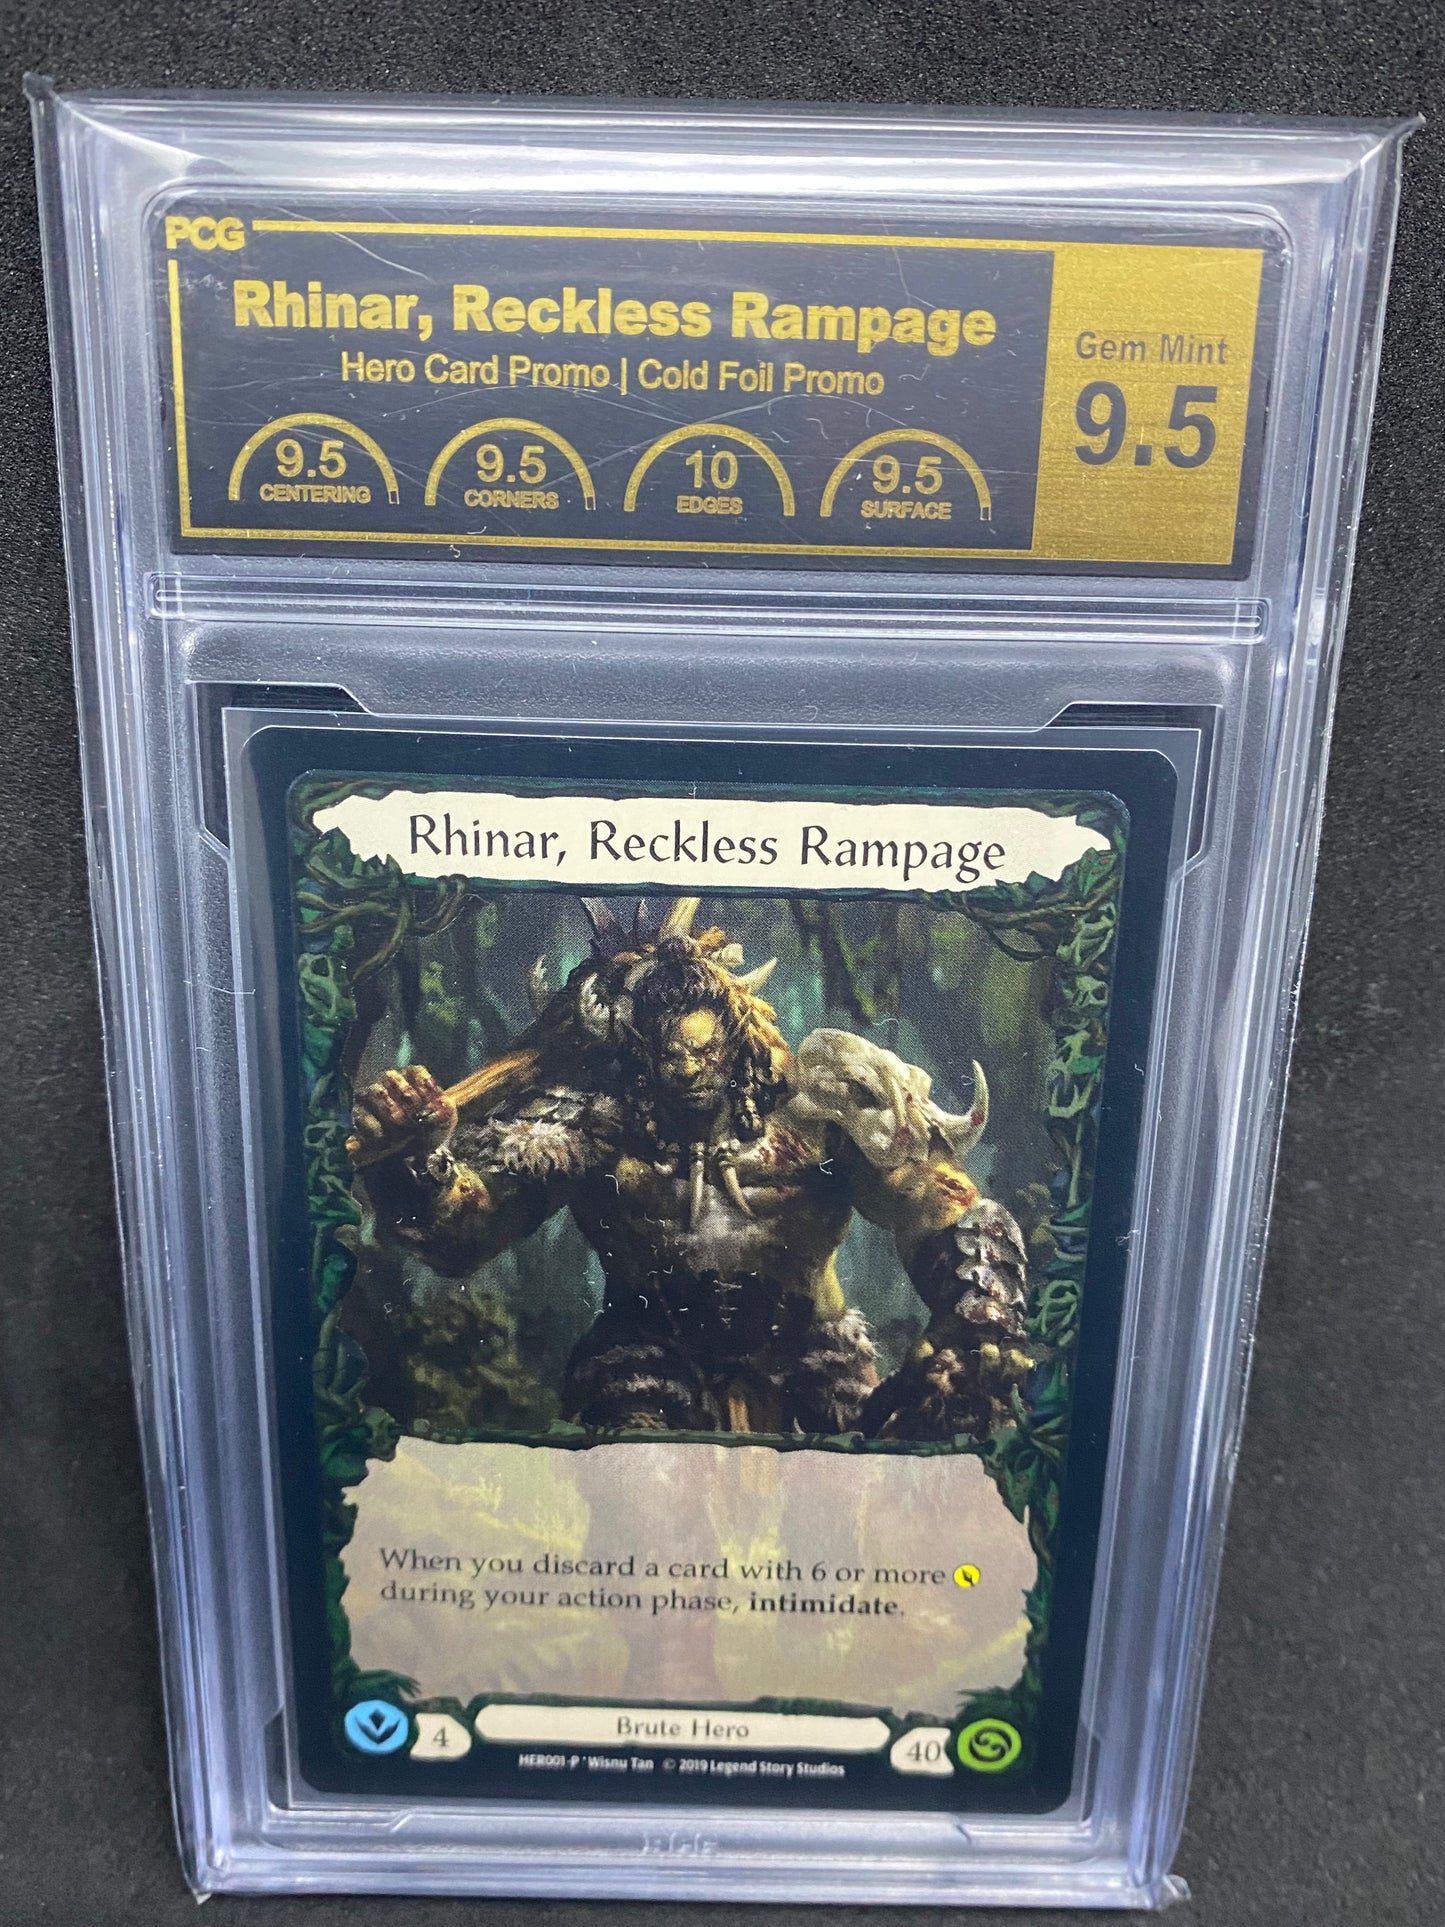 PCG
Rhinar, Reckless Rampage
Hero Card Promo | Cold Foil Promo
Gem Mint
9.5
9.5
CENTERING
9.5
CORNERS
10
EDGES
9.5
SURFACE
Rhinar, Reckless Rampage
When you discard a card with 6 or more
during your action phase, intimidate.
4
Brute Hero
40
HER001-P * Wisnu Tan © 2019 Legend Story Studios